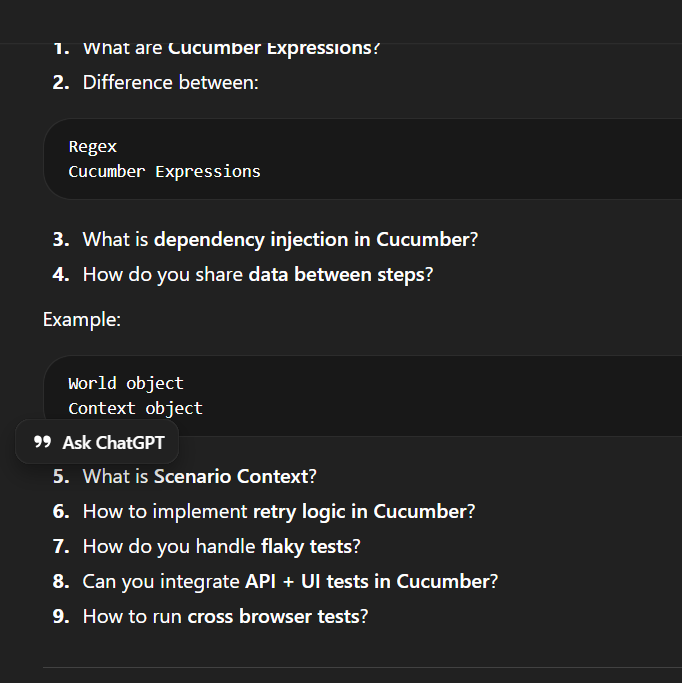 1. What are Cucumber Expressions?
2. Difference between:
Regex
Cucumber Expressions
3. What is dependency injection in Cucumber?
4. How do you share data between steps?
Example:
World object
Context object
Ask ChatGPT
5. What is Scenario Context?
6. How to implement retry logic in Cucumber?
7. How do you handle flaky tests?
8. Can you integrate API + UI tests in Cucumber?
9. How to run cross browser tests?